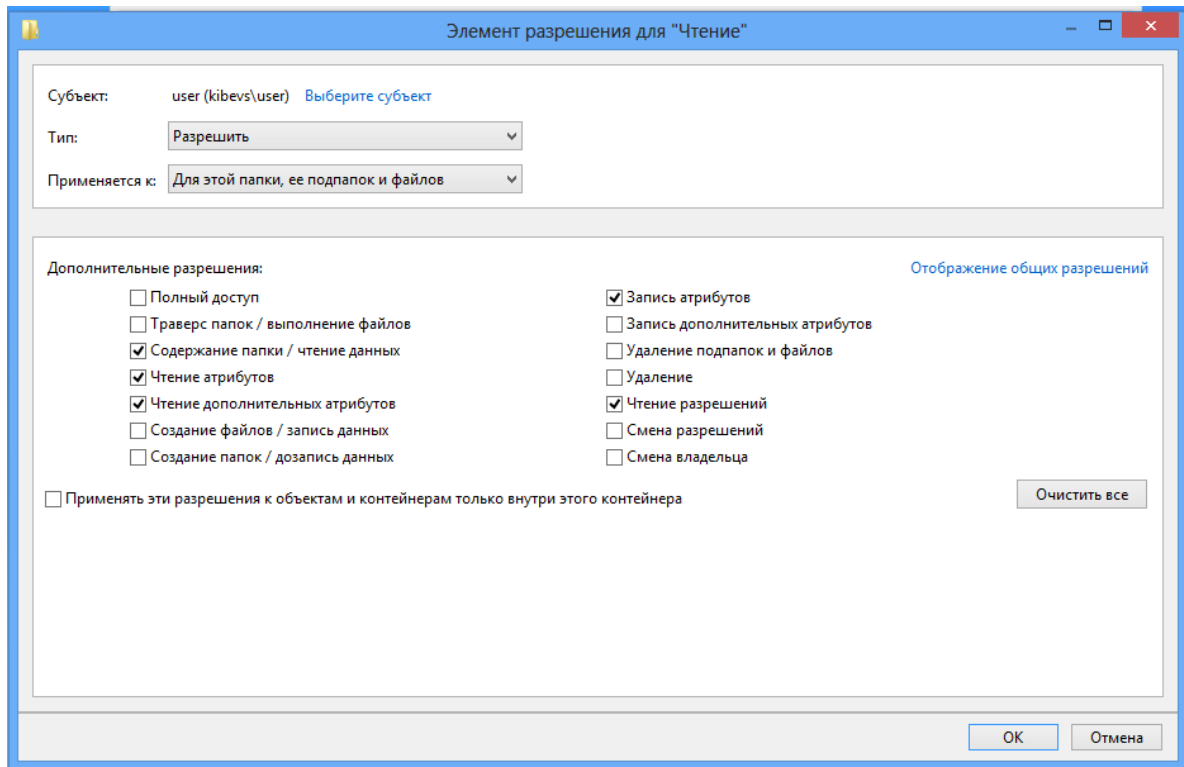 Элемент разрешения для "Чтение"
Субъект: user (kibevs\user) Выберите субъект
Тип: Разрешить
Применяется к: Для этой папки, ее подпапок и файлов
Дополнительные разрешения: Отображение общих разрешений
Полный доступ Запись атрибутов
Траверс папок / выполнение файлов Запись дополнительных атрибутов
Содержание папки / чтение данных Удаление подпапок и файлов
Чтение атрибутов Удаление
Чтение дополнительных атрибутов Чтение разрешений
Создание файлов / запись данных Смена разрешений
Создание папок / дозапись данных Смена владельца
Применять эти разрешения к объектам и контейнерам только внутри этого контейнера Очистить все
ОК Отмена